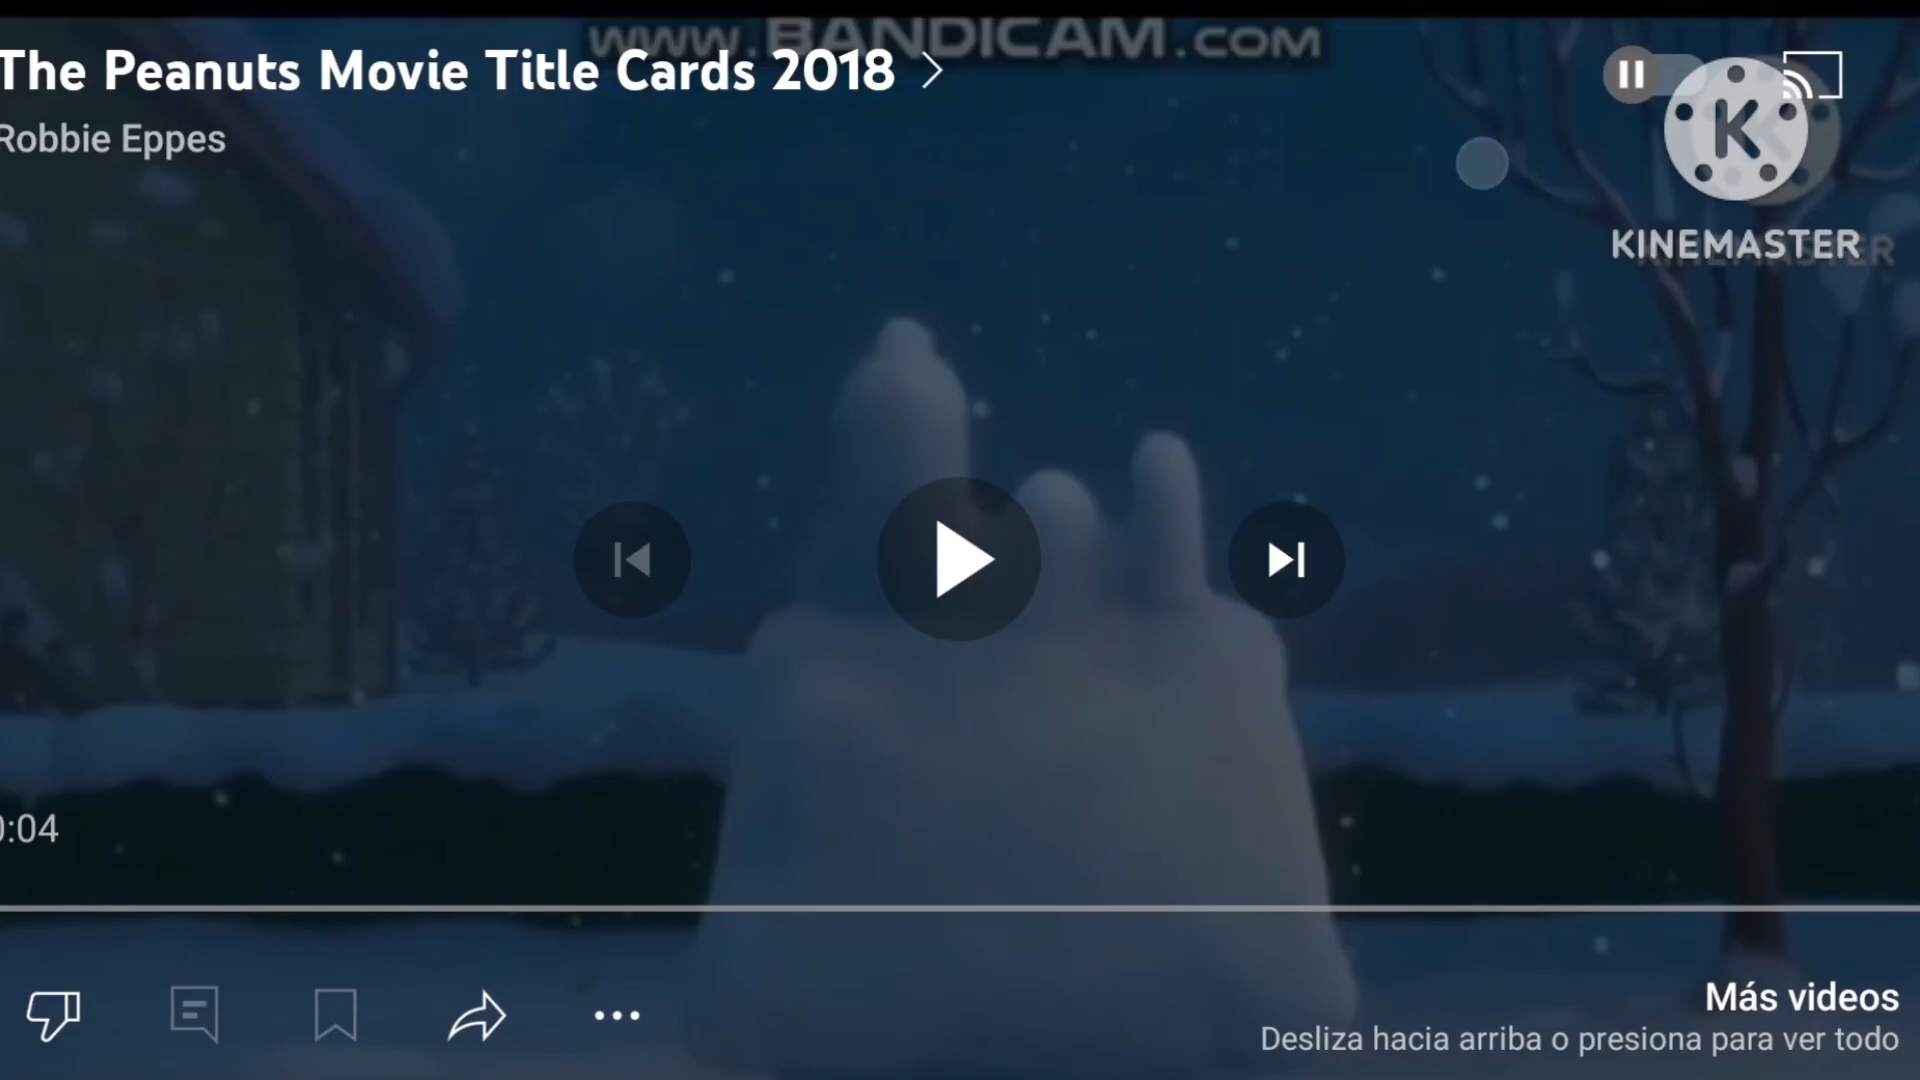 www.BANDICAM.com
The Peanuts Movie Title Cards 2018
Robbie Eppes
K
KINEMASTER
:04
Más videos
Desliza hacia arriba o presiona para ver todo